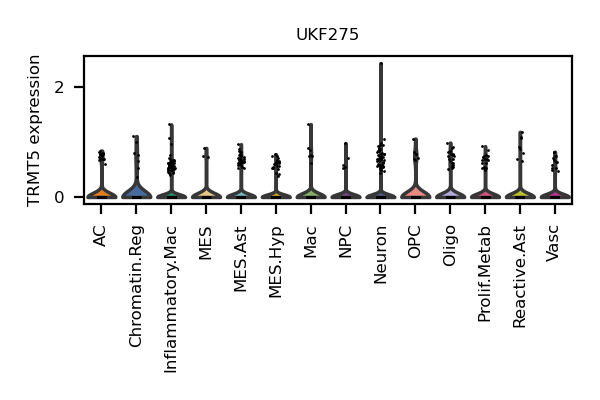 UKF275
TRMT5 expression
2
0
AC
Chromatin.Reg
Inflammatory.Mac
MES
MES.Ast
MES.Hyp
Mac
NPC
Neuron
OPC
Oligo
Prolif.Metab
Reactive.Ast
Vasc